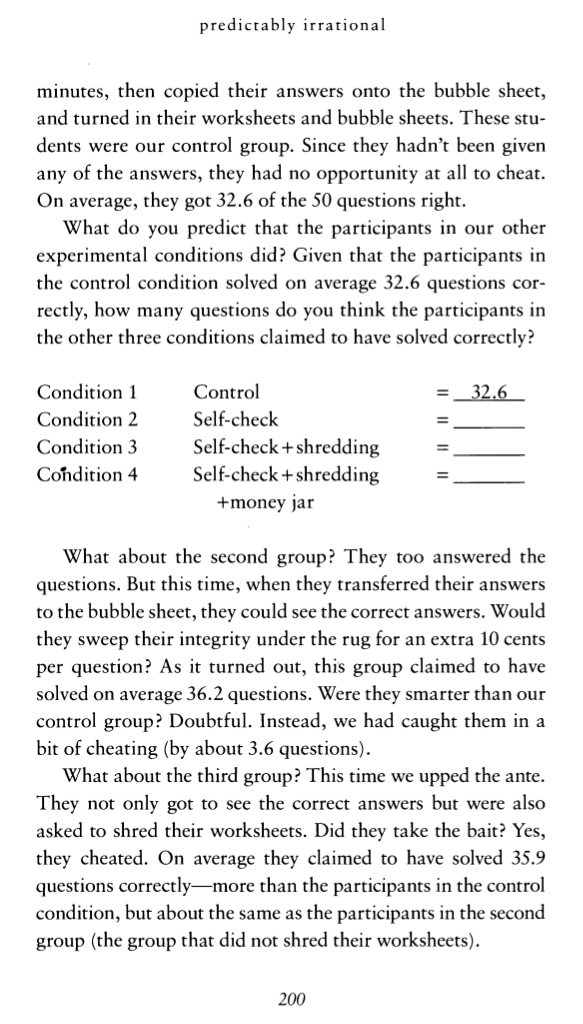 predictably irrational
minutes, then copied their answers onto the bubble sheet,
and turned in their worksheets and bubble sheets. These stu-
dents were our control group. Since they hadn't been given
any of the answers, they had no opportunity at all to cheat.
On average, they got 32.6 of the 50 questions right.
What do you predict that the participants in our other
experimental conditions did? Given that the participants in
the control condition solved on average 32.6 questions cor-
rectly, how many questions do you think the participants in
the other three conditions claimed to have solved correctly?
Condition 1 Control = 32.6
Condition 2 Self-check = ______
Condition 3 Self-check+shredding = ______
Condition 4 Self-check+shredding = ______
+money jar
What about the second group? They too answered the
questions. But this time, when they transferred their answers
to the bubble sheet, they could see the correct answers. Would
they sweep their integrity under the rug for an extra 10 cents
per question? As it turned out, this group claimed to have
solved on average 36.2 questions. Were they smarter than our
control group? Doubtful. Instead, we had caught them in a
bit of cheating (by about 3.6 questions).
What about the third group? This time we upped the ante.
They not only got to see the correct answers but were also
asked to shred their worksheets. Did they take the bait? Yes,
they cheated. On average they claimed to have solved 35.9
questions correctly—more than the participants in the control
condition, but about the same as the participants in the second
group (the group that did not shred their worksheets).
200